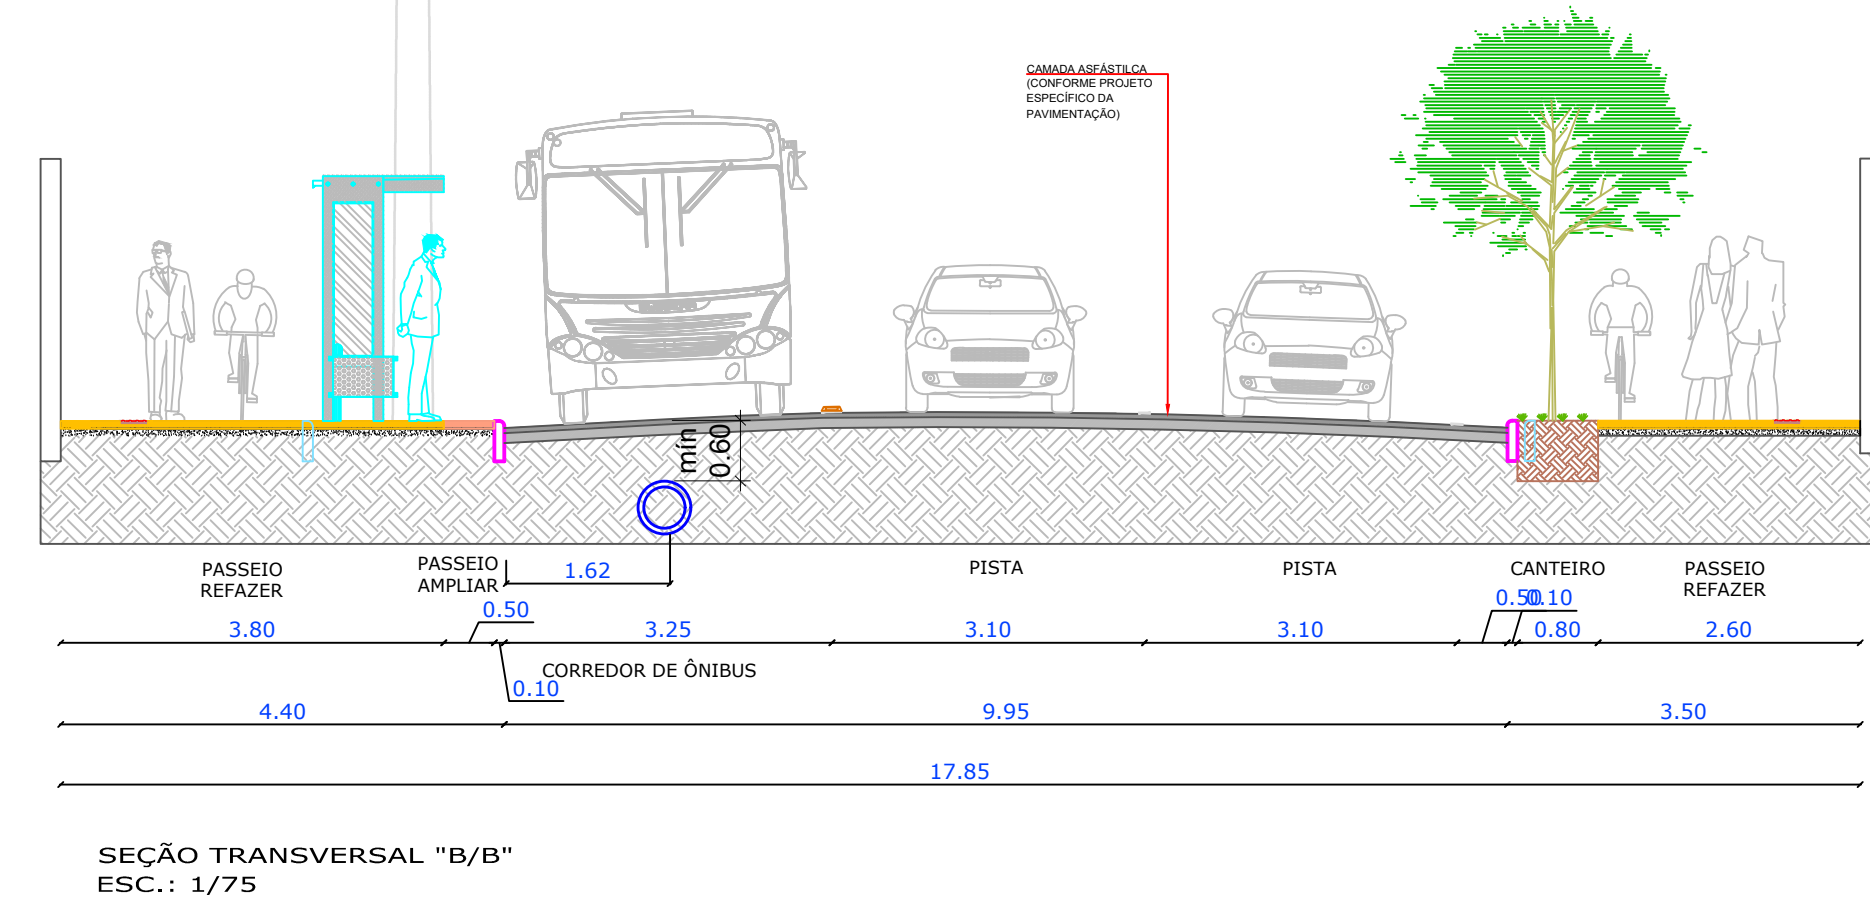 CAMADA ASFÁSTILCA
(CONFORME PROJETO
ESPECÍFICO DA
PAVIMENTAÇÃO)
mín
0.60
PASSEIO
REFAZER
PASSEIO
AMPLIAR
1.62
PISTA
PISTA
CANTEIRO
PASSEIO
REFAZER
0.50
0.50
0.10
3.80
3.25
3.10
3.10
0.80
2.60
CORREDOR DE ÔNIBUS
0.10
4.40
9.95
3.50
17.85
SEÇÃO TRANSVERSAL "B/B"
ESC.: 1/75